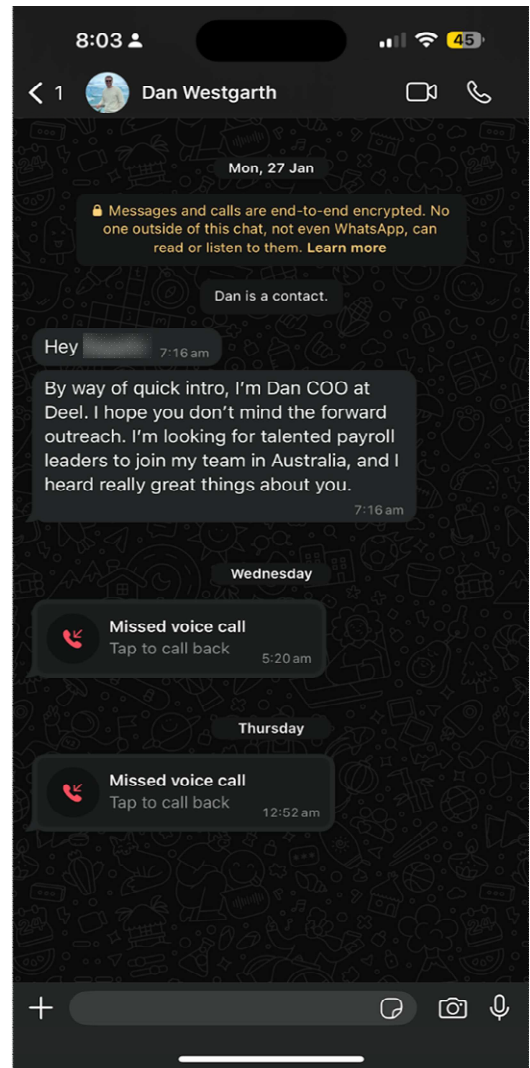 8:03
45
1
Dan Westgarth
Mon, 27 Jan
Messages and calls are end-to-end encrypted. No
one outside of this chat, not even WhatsApp, can
read or listen to them. Learn more
Dan is a contact.
Hey
7:16 am
By way of quick intro, I'm Dan COO at
Deel. I hope you don't mind the forward
outreach. I'm looking for talented payroll
leaders to join my team in Australia, and I
heard really great things about you.
7:16 am
Wednesday
Missed voice call
Tap to call back
5:20 am
Thursday
Missed voice call
Tap to call back
12:52 am